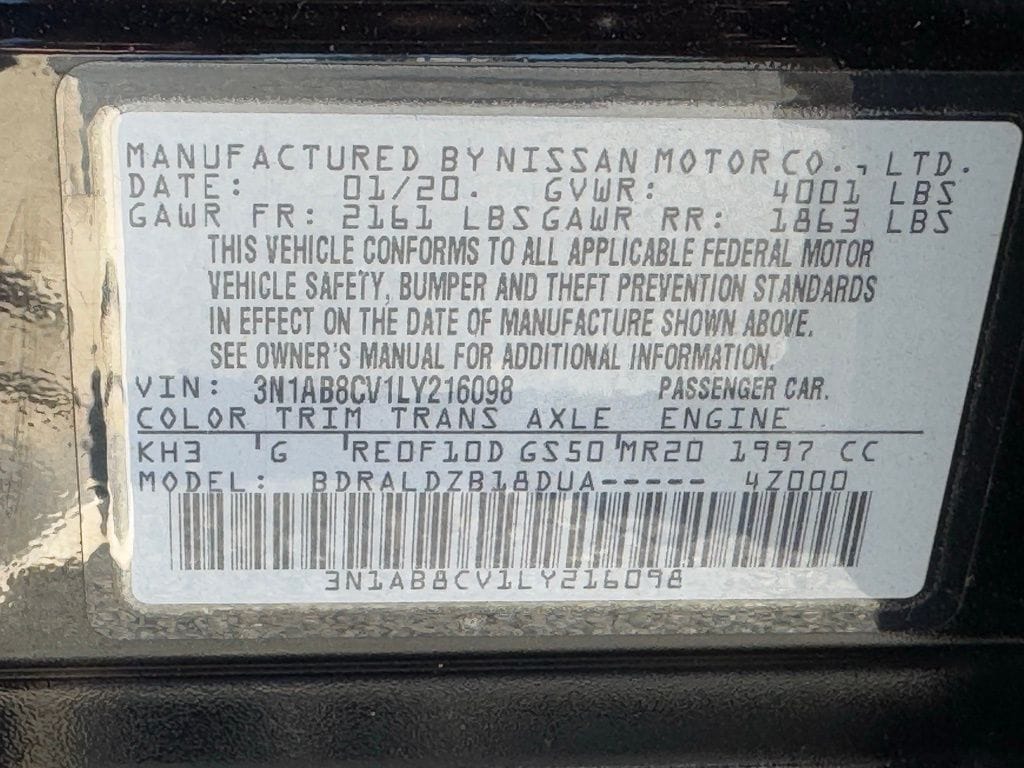 MANUFACTURED BY NISSAN MOTOR CO., LTD.
DATE: 01/20. GVWR: 4001 LBS
GAWR FR: 2161 LBS GAWR RR: 1863 LBS
THIS VEHICLE CONFORMS TO ALL APPLICABLE FEDERAL MOTOR
VEHICLE SAFETY, BUMPER AND THEFT PREVENTION STANDARDS
IN EFFECT ON THE DATE OF MANUFACTURE SHOWN ABOVE.
SEE OWNER'S MANUAL FOR ADDITIONAL INFORMATION.
VIN: 3N1AB8CV1LY216098 PASSENGER CAR.
COLOR TRIM TRANS AXLE ENGINE
KH3 'G 'RE0F10D GS50'MR20 1997 CC
MODEL: BDRALDZB18DUA----- 4Z000
3N1AB8CV1LY216098